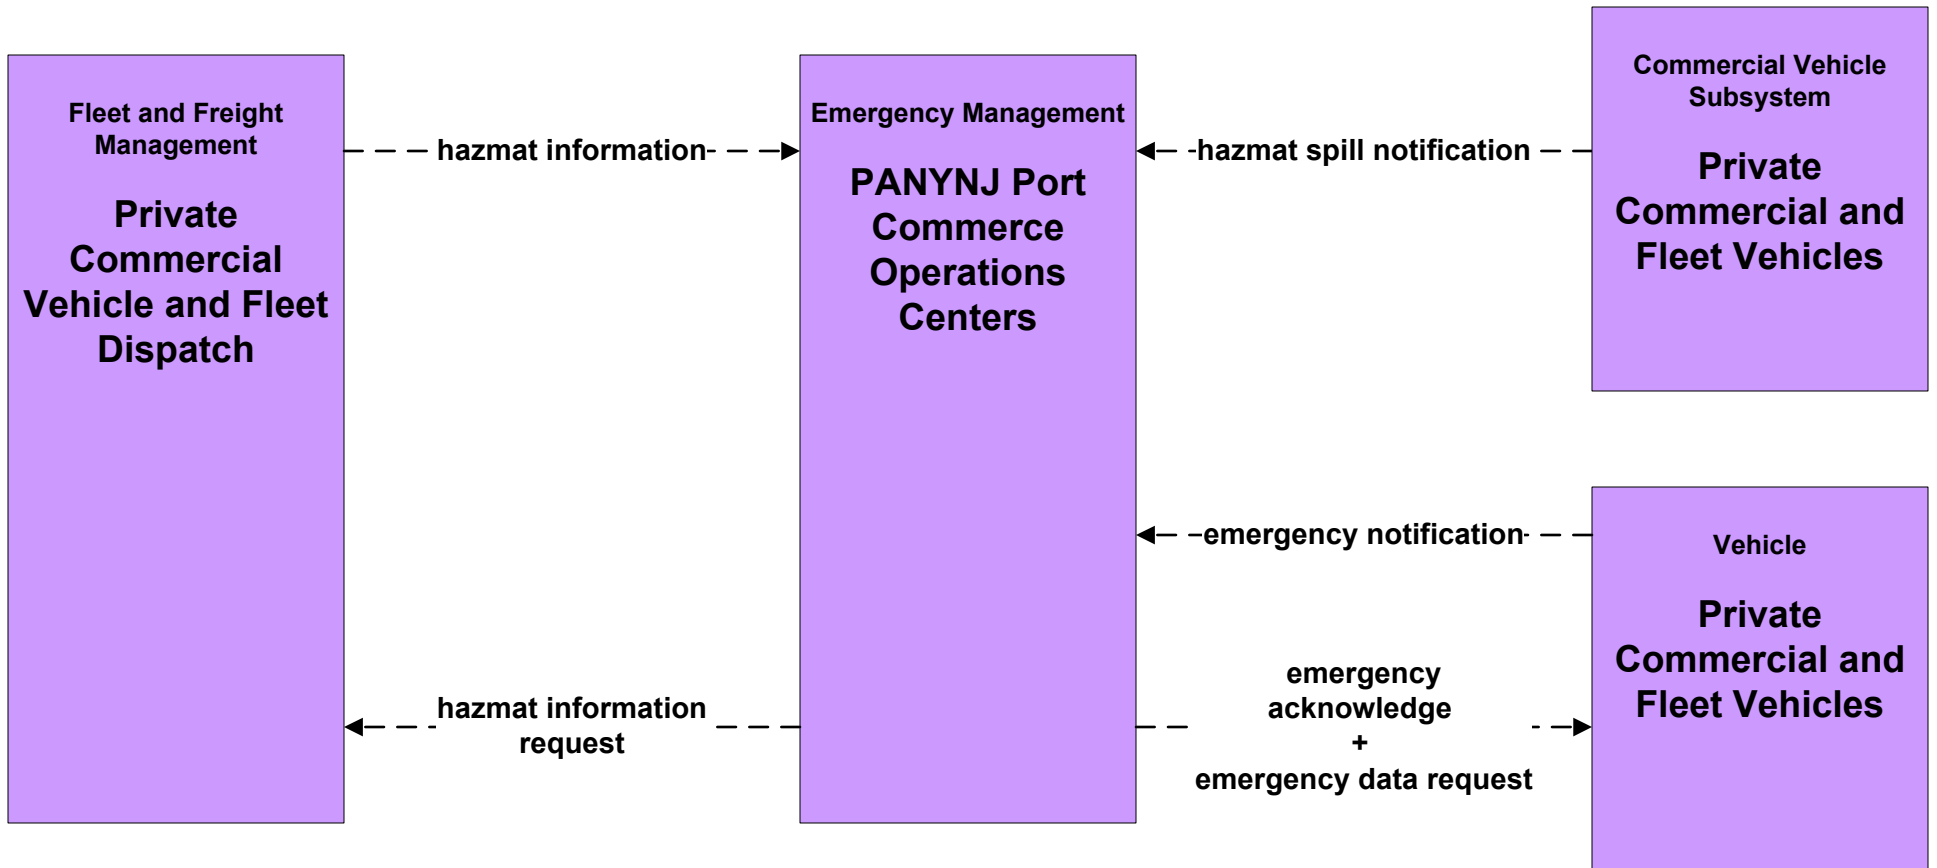 Fleet and Freight
Management
Private
Commercial
Vehicle and Fleet
Dispatch
hazmat information
hazmat information
request
Emergency Management
PANYNJ Port
Commerce
Operations
Centers
hazmat spill notification
emergency notification
emergency
acknowledge
+
emergency data request
Commercial Vehicle
Subsystem
Private
Commercial and
Fleet Vehicles
Vehicle
Private
Commercial and
Fleet Vehicles